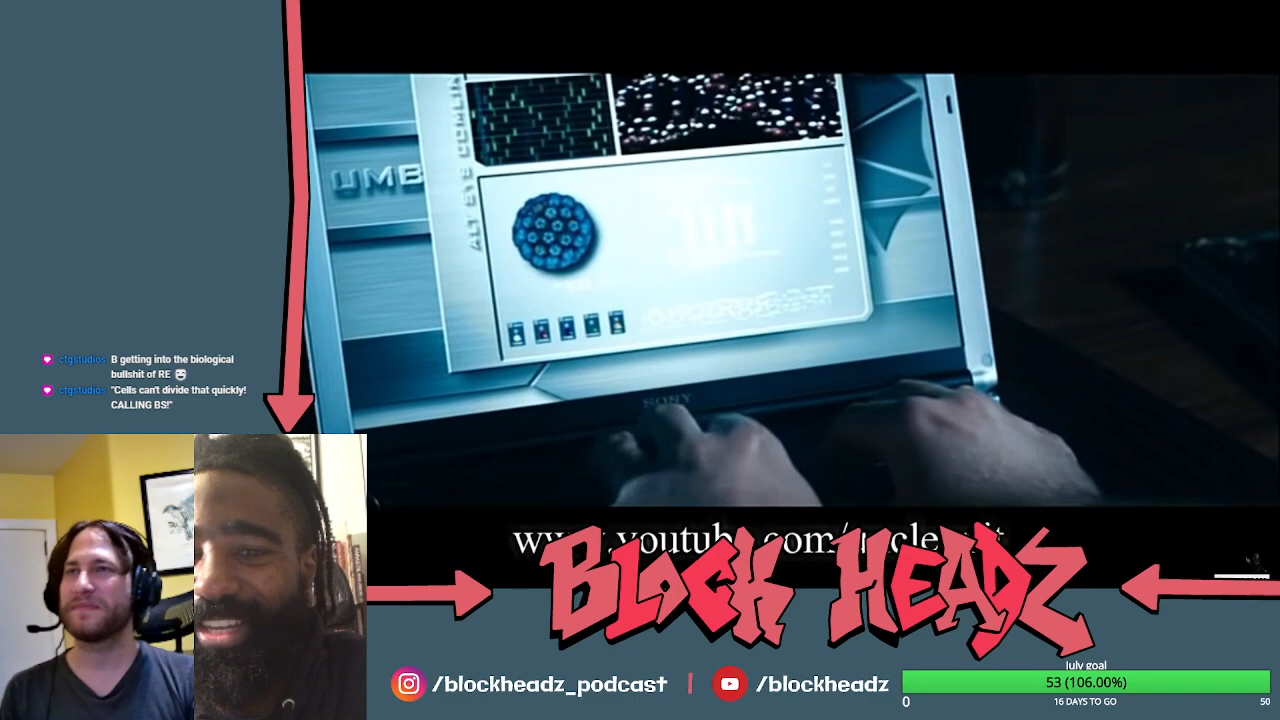 UMB
SONY
ctgstudios B getting into the biological
bullshit of RE
ctgstudios "Cells can't divide that quickly!
CALLING BS!"
BLOCK HEADZ
/blockheadz_podcast | /blockheadz
July goal
53 (106.00%)
0 16 DAYS TO GO 50